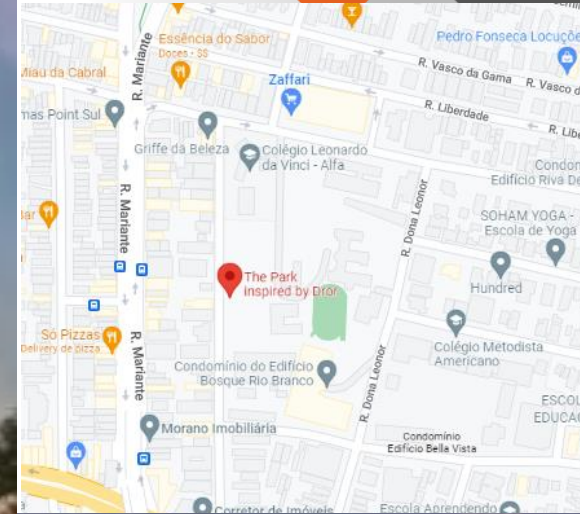 Essência do Sabor
Doces - SS
Pedro Fonseca Locuçõe
R. Mariante
R. Vasco da Gama
R. Vasco d
Miau da Cabral
Zaffari
R. Liberdade
R. Libe
mas Point Sul
Griffe da Beleza
Colégio Leonardo
da Vinci - Alfa
Condom
Edifício Riva De
R. Mariante
R. Dona Leonor
SOHAM YOGA -
Escola de Yoga
The Park
inspired by Dror
Hundred
Só Pizzas
Delivery de pizza
R. Mariante
Colégio Metodista
Americano
Condomínio do Edifício
Bosque Rio Branco
R. Dona Leonor
ESCOL
EDUCAÇ
Morano Imobiliária
Condomínio
Edifício Bella Vista
Corretor de Imóveis
Escola Aprendendo